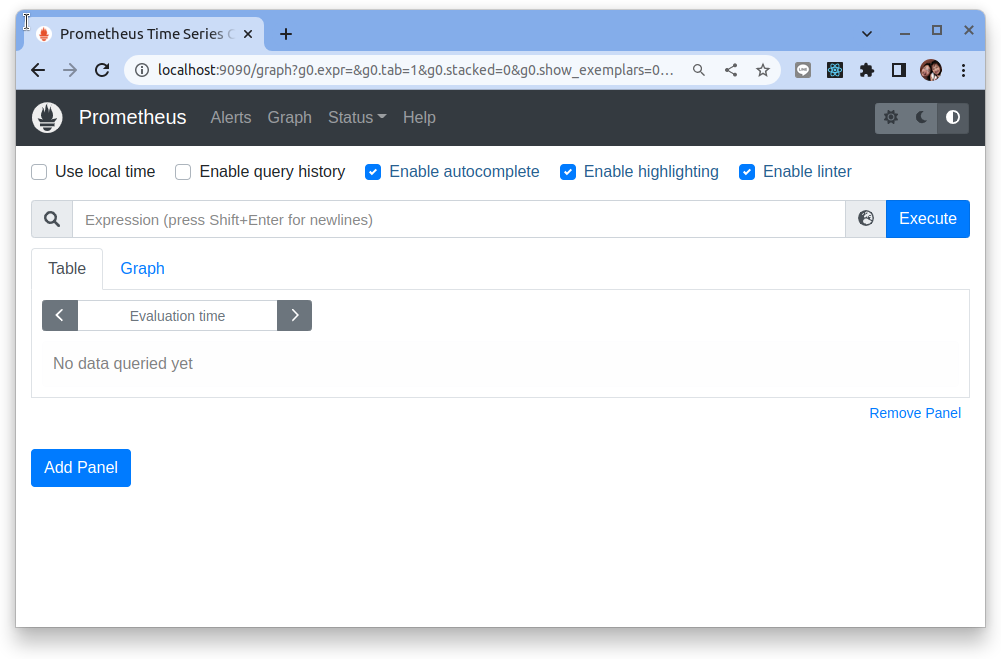 Prometheus Time Series
localhost:9090/graph?g0.expr=&g0.tab=1&g0.stacked=0&g0.show_exemplars=0...
Prometheus Alerts Graph Status Help
Use local time Enable query history Enable autocomplete Enable highlighting Enable linter
Expression (press Shift+Enter for newlines) Execute
Table Graph
Evaluation time
No data queried yet
Remove Panel
Add Panel